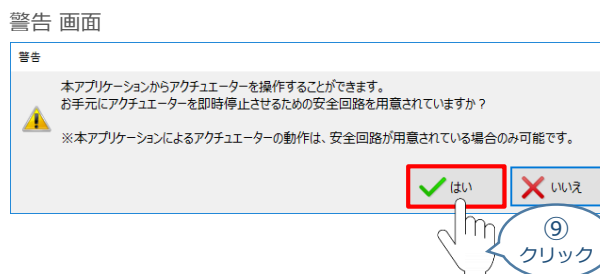 警告 画面
警告
本アプリケーションからアクチュエーターを操作することができます。
お手元にアクチュエーターを即時停止させるための安全回路を用意されていますか？
※本アプリケーションによるアクチュエーターの動作は、安全回路が用意されている場合のみ可能です。
はい
いいえ
⑨
クリック